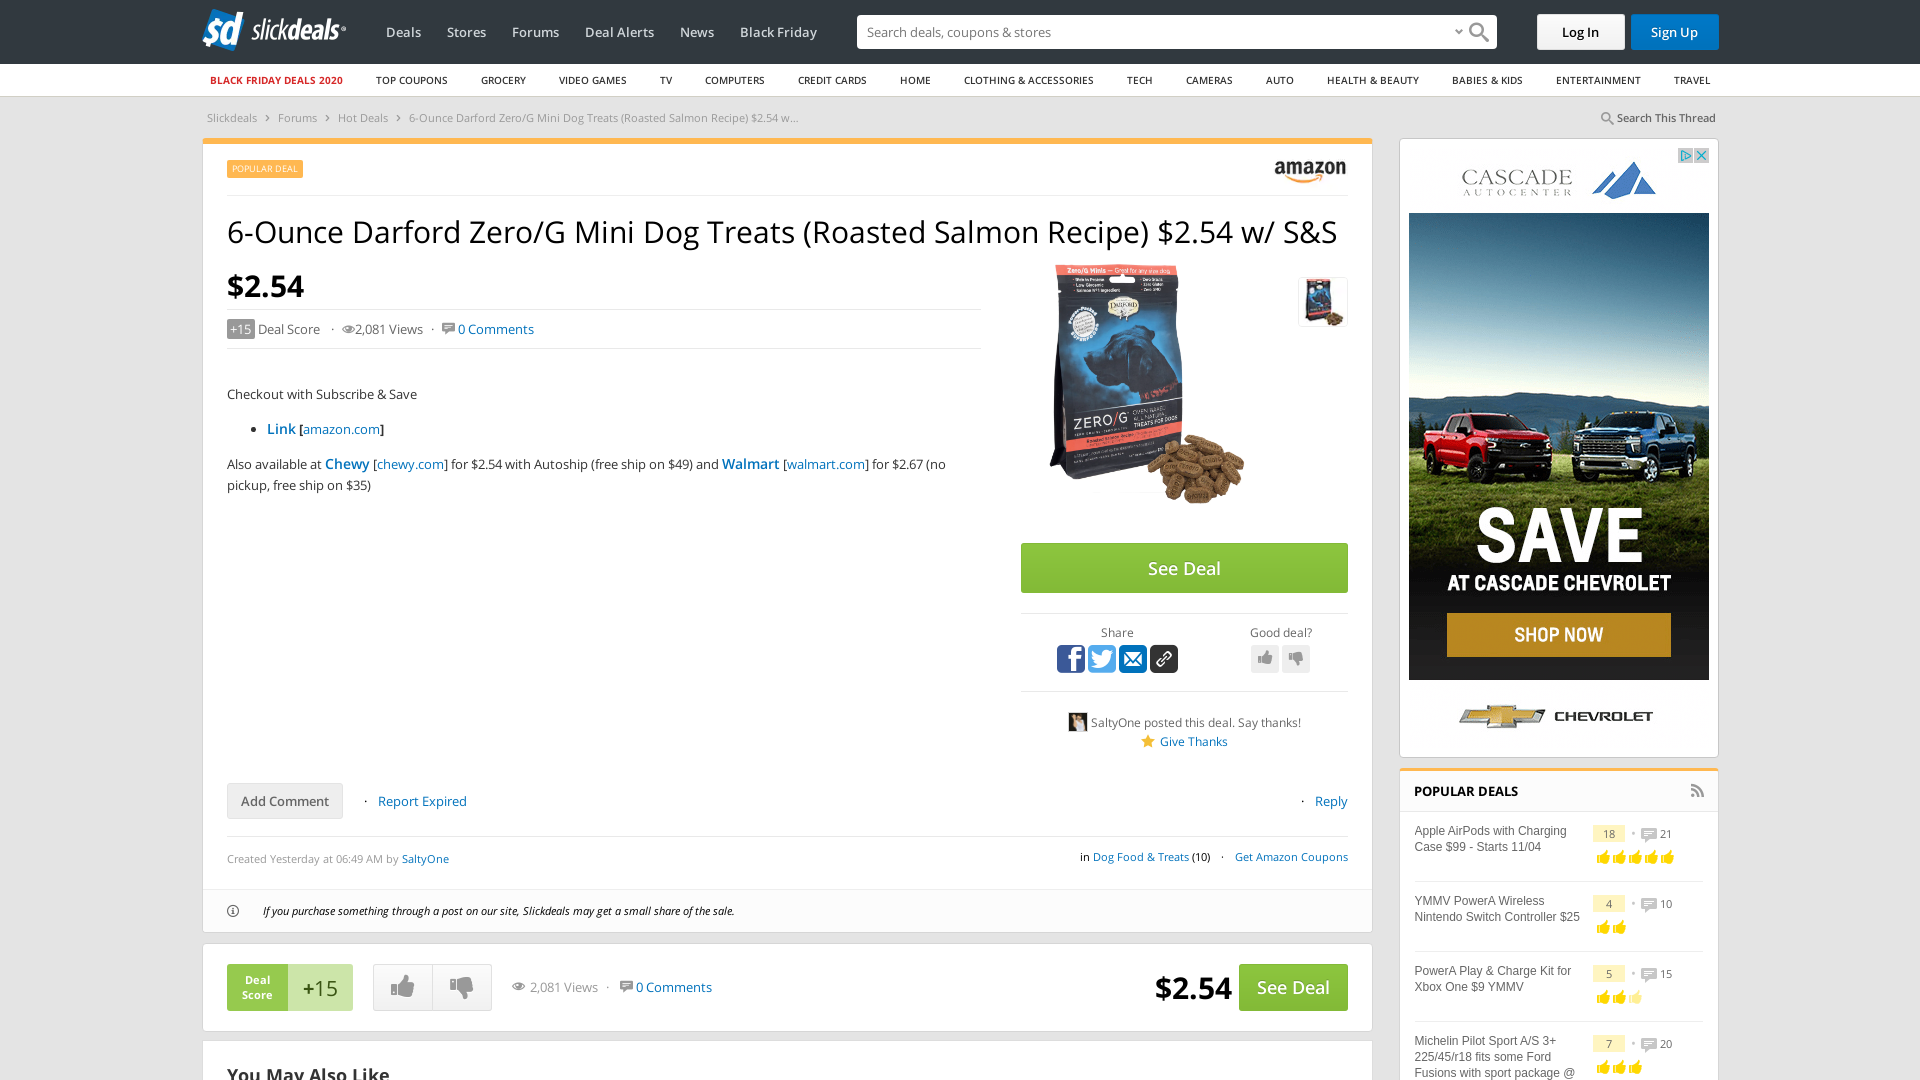 sd slickdeals
Deals Stores Forums Deal Alerts News Black Friday Search deals, coupons & stores Log In Sign Up
BLACK FRIDAY DEALS 2020 TOP COUPONS GROCERY VIDEO GAMES TV COMPUTERS CREDIT CARDS HOME CLOTHING & ACCESSORIES TECH CAMERAS AUTO HEALTH & BEAUTY BABIES & KIDS ENTERTAINMENT TRAVEL
Slickdeals › Forums › Hot Deals › 6-Ounce Darford Zero/G Mini Dog Treats (Roasted Salmon Recipe) $2.54 w...
Search This Thread
POPULAR DEAL
amazon
6-Ounce Darford Zero/G Mini Dog Treats (Roasted Salmon Recipe) $2.54 w/ S&S
$2.54
+15 Deal Score · 2,081 Views · 0 Comments
Checkout with Subscribe & Save
• Link [amazon.com]
Also available at Chewy [chewy.com] for $2.54 with Autoship (free ship on $49) and Walmart [walmart.com] for $2.67 (no
pickup, free ship on $35)
Zero/G Minis — Great for any size dog
DARFORD
ZERO/G
See Deal
Share
Good deal?
SaltyOne posted this deal. Say thanks!
Give Thanks
Add Comment · Report Expired
· Reply
Created Yesterday at 06:49 AM by SaltyOne
in Dog Food & Treats (10) · Get Amazon Coupons
If you purchase something through a post on our site, Slickdeals may get a small share of the sale.
Deal
Score
+15
2,081 Views · 0 Comments
$2.54
See Deal
You May Also Like
CASCADE
AUTOCENTER
SAVE
AT CASCADE CHEVROLET
SHOP NOW
CHEVROLET
POPULAR DEALS
Apple AirPods with Charging
Case $99 - Starts 11/04
18 • 21
YMMV PowerA Wireless
Nintendo Switch Controller $25
4 • 10
PowerA Play & Charge Kit for
Xbox One $9 YMMV
5 • 15
Michelin Pilot Sport A/S 3+
225/45/r18 fits some Ford
Fusions with sport package @
7 • 20